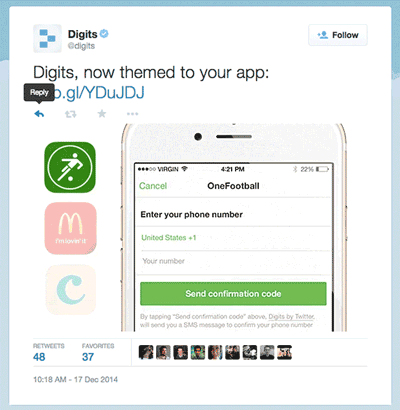 Digits
@digits
Follow
Digits, now themed to your app:
.gl/YDuJDJ
Reply
VIRGIN 4:21 PM 22%
Cancel OneFootball
Enter your phone number
United States +1
Your number
Send confirmation code
By tapping "Send confirmation code" above, Digits by Twitter,
will send you a SMS message to confirm your phone number
M
i'm lovin' it
c
RETWEETS FAVORITES
48 37
10:18 AM - 17 Dec 2014